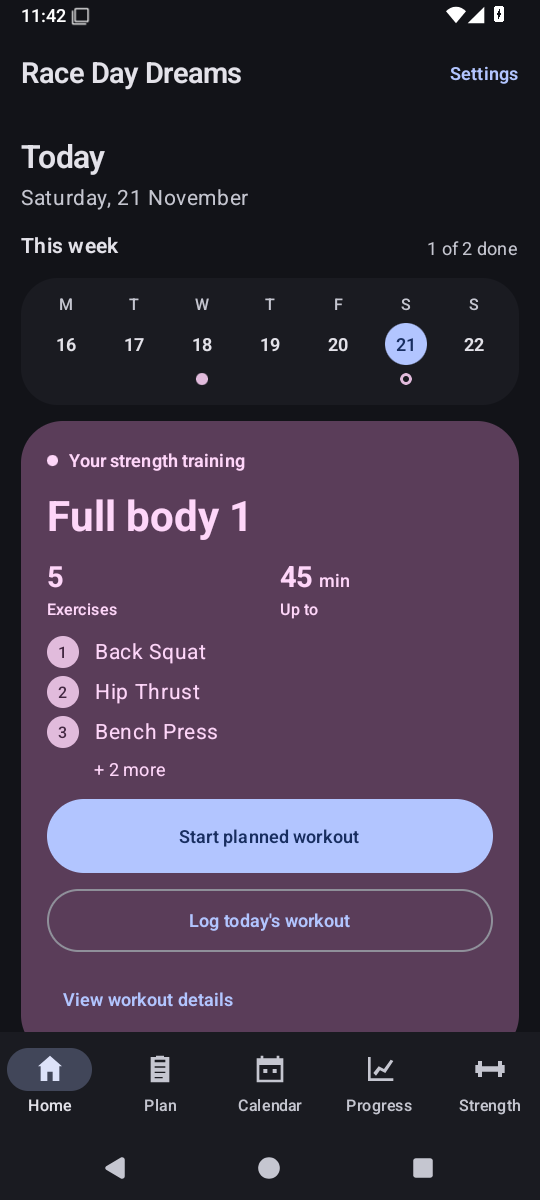 11:42
Race Day Dreams
Settings
Today
Saturday, 21 November
This week
1 of 2 done
M T W T F S S
16 17 18 19 20 21 22
Your strength training
Full body 1
5
Exercises
45 min
Up to
1 Back Squat
2 Hip Thrust
3 Bench Press
+ 2 more
Start planned workout
Log today's workout
View workout details
Home Plan Calendar Progress Strength